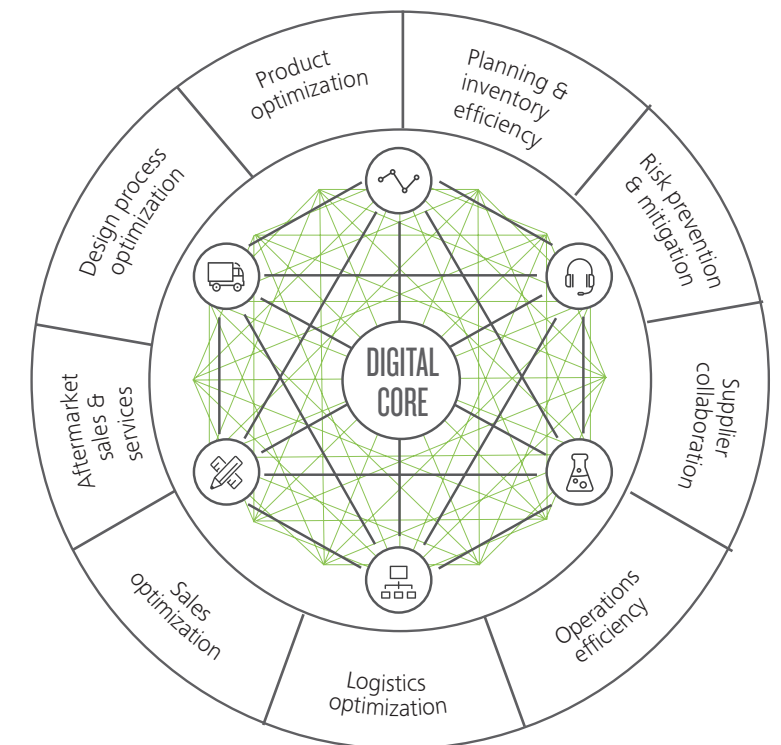 Product
optimization
Planning &
inventory
efficiency
Risk prevention
& mitigation
Supplier
collaboration
Operations
efficiency
Logistics
optimization
Sales
optimization
Aftermarket
sales &
services
Design process
optimization
DIGITAL
CORE